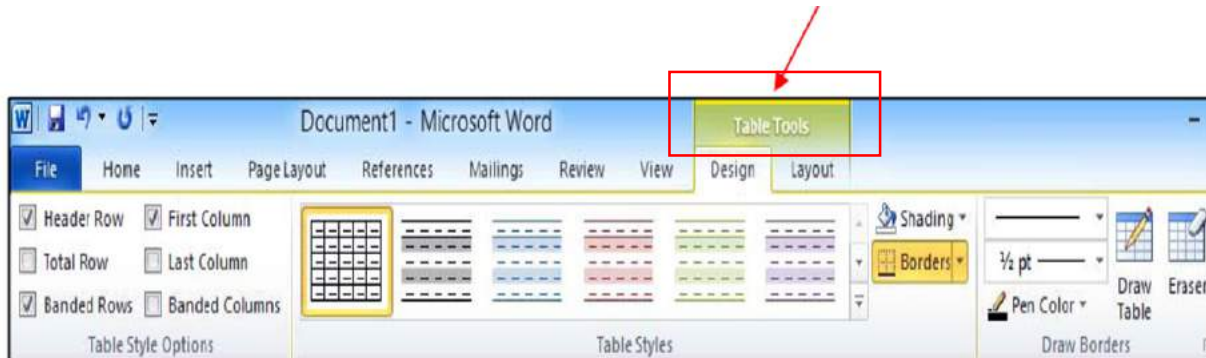 W
Document1 - Microsoft Word
Table Tools
File Home Insert Page Layout References Mailings Review View Design Layout
Header Row First Column
Total Row Last Column
Banded Rows Banded Columns
Table Style Options
Table Styles
Shading
Borders
½ pt
Pen Color
Draw Table
Eraser
Draw Borders